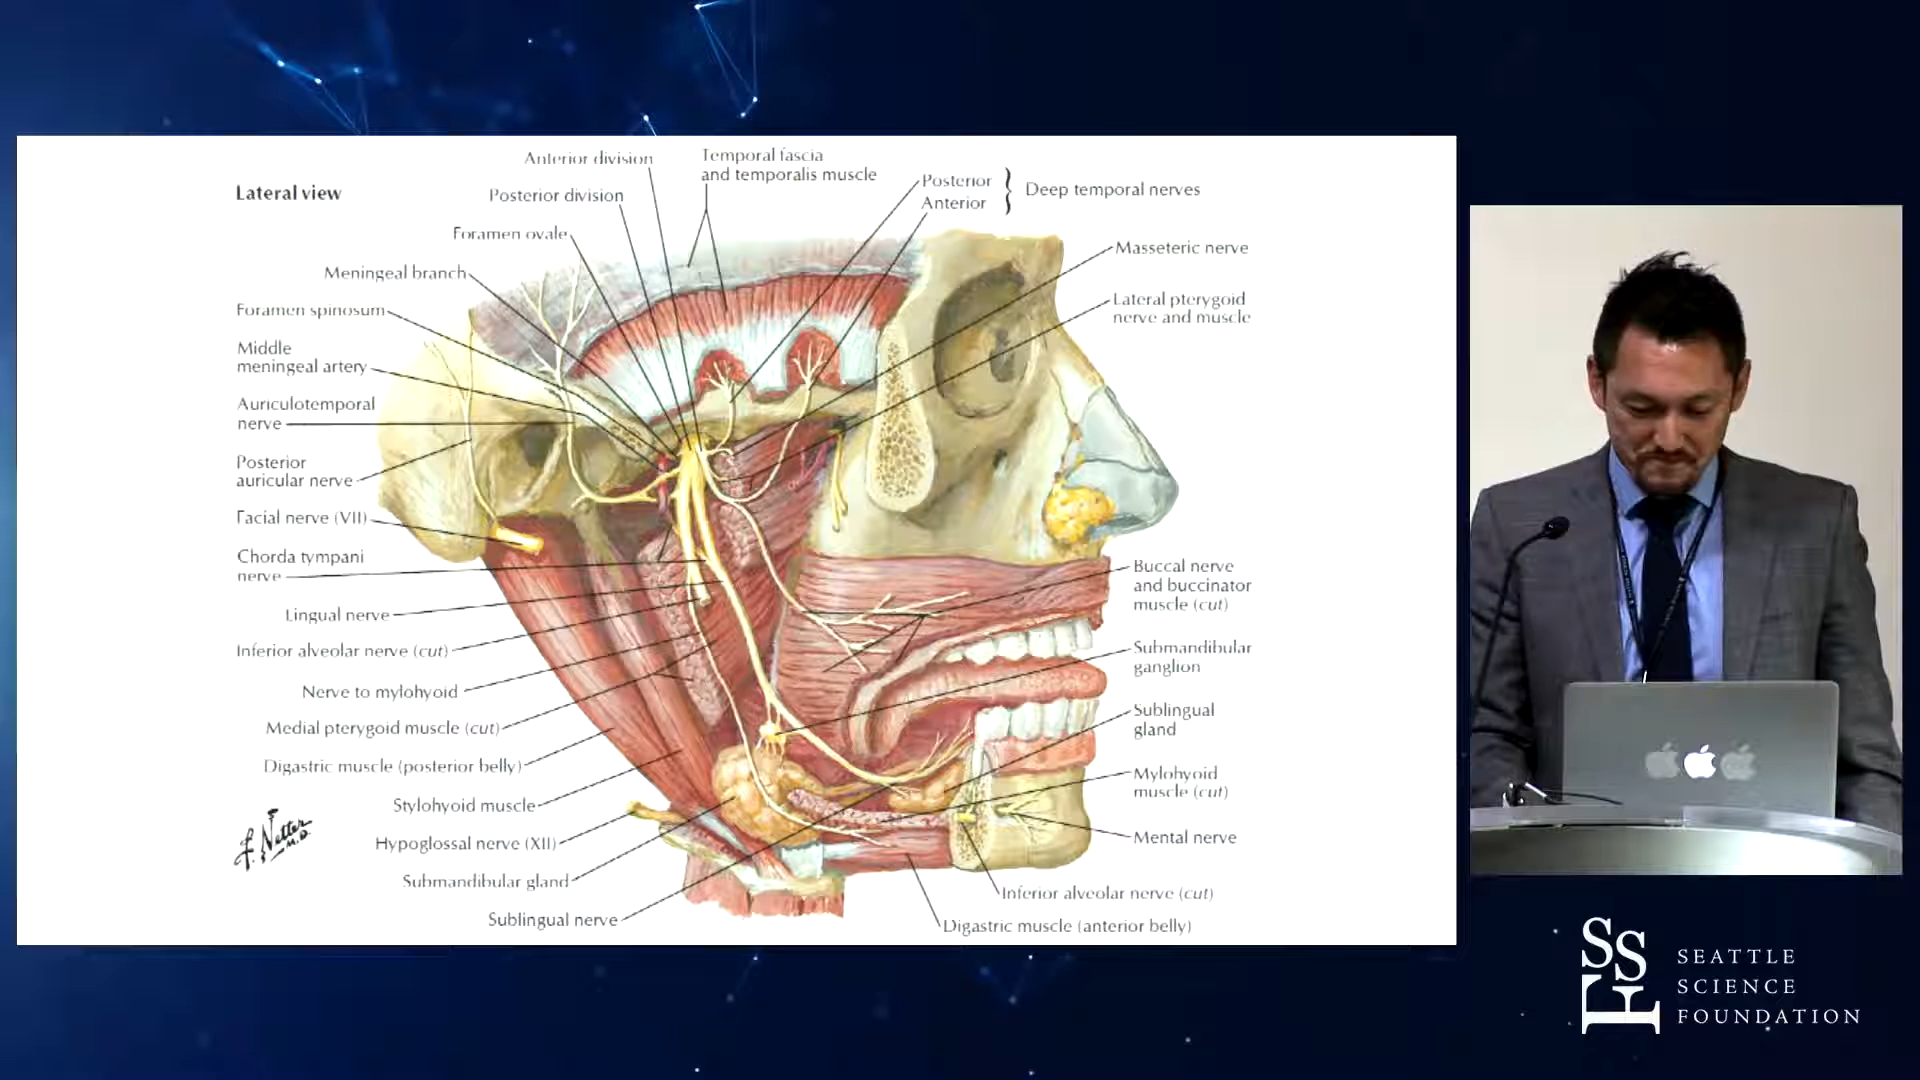 Lateral view
Anterior division
Posterior division
Foramen ovale
Meningeal branch
Foramen spinosum
Middle
meningeal artery
Auriculotemporal
nerve
Posterior
auricular nerve
Facial nerve (VII)
Chorda tympani
nerve
Lingual nerve
Inferior alveolar nerve (cut)
Nerve to mylohyoid
Medial pterygoid muscle (cut)
Digastric muscle (posterior belly)
Stylohyoid muscle
Hypoglossal nerve (XII)
Submandibular gland
Sublingual nerve
Temporal fascia
and temporalis muscle
Posterior
Anterior
} Deep temporal nerves
Masseteric nerve
Lateral pterygoid
nerve and muscle
Buccal nerve
and buccinator
muscle (cut)
Submandibular
ganglion
Sublingual
gland
Mylohyoid
muscle (cut)
Mental nerve
Inferior alveolar nerve (cut)
Digastric muscle (anterior belly)
F. Netter
M.D.
SSF
SEATTLE
SCIENCE
FOUNDATION